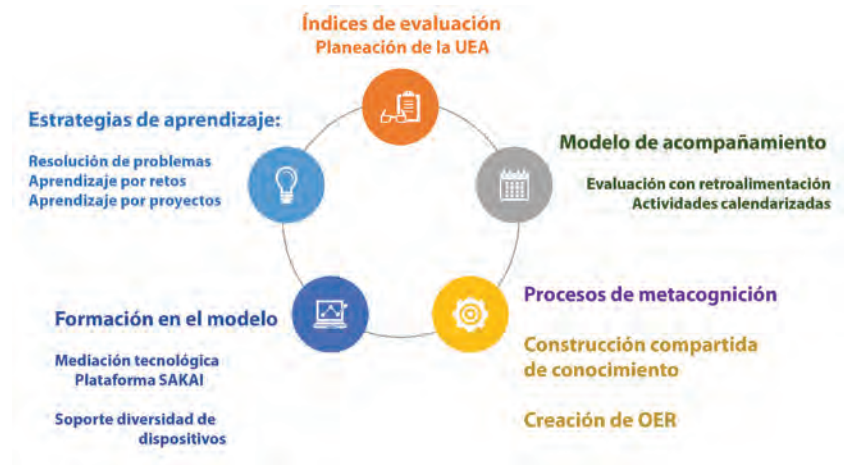 Índices de evaluación
Planeación de la UEA
Estrategias de aprendizaje:
Resolución de problemas
Aprendizaje por retos
Aprendizaje por proyectos
Modelo de acompañamiento
Evaluación con retroalimentación
Actividades calendarizadas
Formación en el modelo
Mediación tecnológica
Plataforma SAKAI
Soporte diversidad de
dispositivos
Procesos de metacognición
Construcción compartida
de conocimiento
Creación de OER